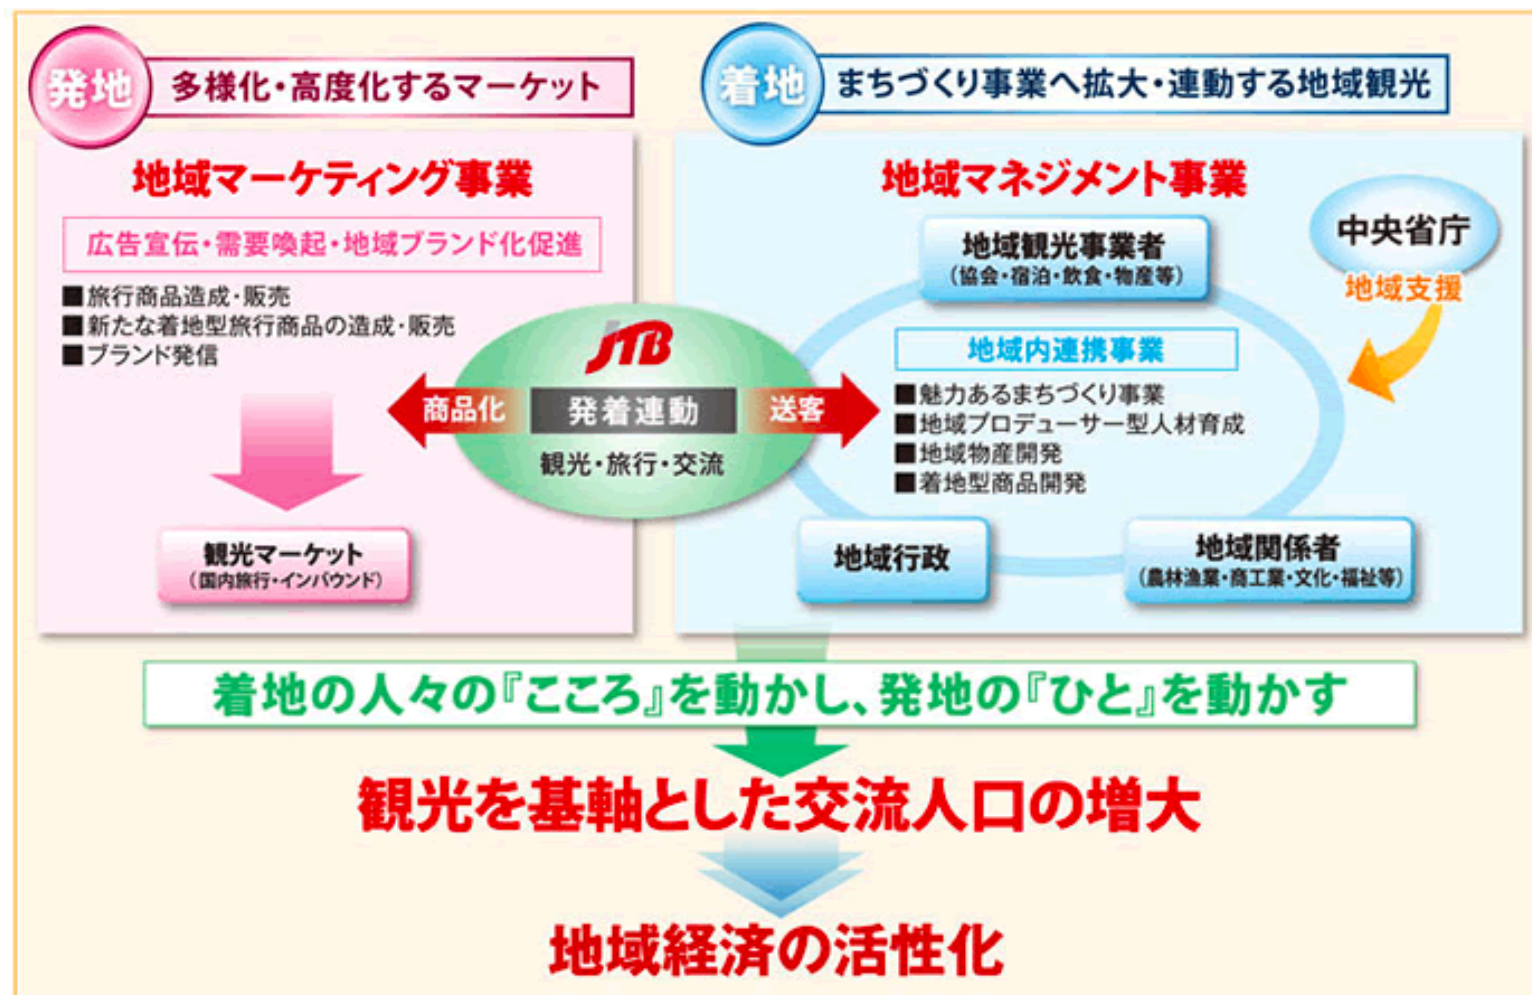 発地
多様化・高度化するマーケット
地域マーケティング事業
広告宣伝・需要喚起・地域ブランド化促進
■旅行商品造成・販売
■新たな着地型旅行商品の造成・販売
■ブランド発信
観光マーケット
（国内旅行・インバウンド）
JTB
商品化
発着連動
送客
観光・旅行・交流
着地
まちづくり事業へ拡大・連動する地域観光
地域マネジメント事業
地域観光事業者
（協会・宿泊・飲食・物産等）
中央省庁
地域支援
地域内連携事業
■魅力あるまちづくり事業
■地域プロデューサー型人材育成
■地域物産開発
■着地型商品開発
地域行政
地域関係者
（農林漁業・商工業・文化・福祉等）
着地の人々の『こころ』を動かし、発地の『ひと』を動かす
観光を基軸とした交流人口の増大
地域経済の活性化